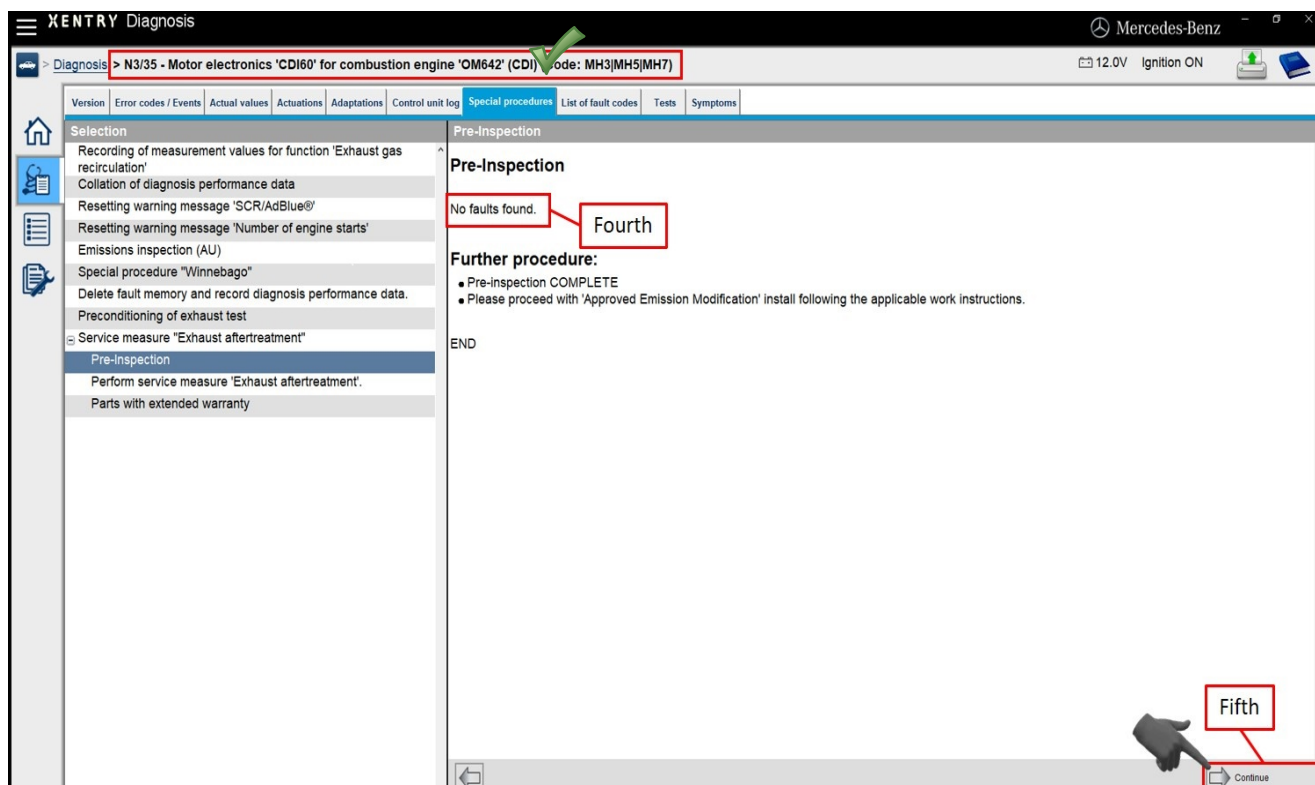 XENTRY Diagnosis
Mercedes-Benz
> Diagnosis > N3/35 - Motor electronics 'CDI60' for combustion engine 'OM642' (CDI) ode: MH3|MH5|MH7)
12.0V Ignition ON
Version Error codes / Events Actual values Actuations Adaptations Control unit log Special procedures List of fault codes Tests Symptoms
Selection
Recording of measurement values for function 'Exhaust gas
recirculation'
Collation of diagnosis performance data
Resetting warning message 'SCR/AdBlue®'
Resetting warning message 'Number of engine starts'
Emissions inspection (AU)
Special procedure "Winnebago"
Delete fault memory and record diagnosis performance data.
Preconditioning of exhaust test
Service measure "Exhaust aftertreatment"
Pre-Inspection
Perform service measure 'Exhaust aftertreatment'.
Parts with extended warranty
Pre-Inspection
Pre-Inspection
No faults found.
Fourth
Further procedure:
• Pre-inspection COMPLETE
• Please proceed with 'Approved Emission Modification' install following the applicable work instructions.
END
Fifth
Continue